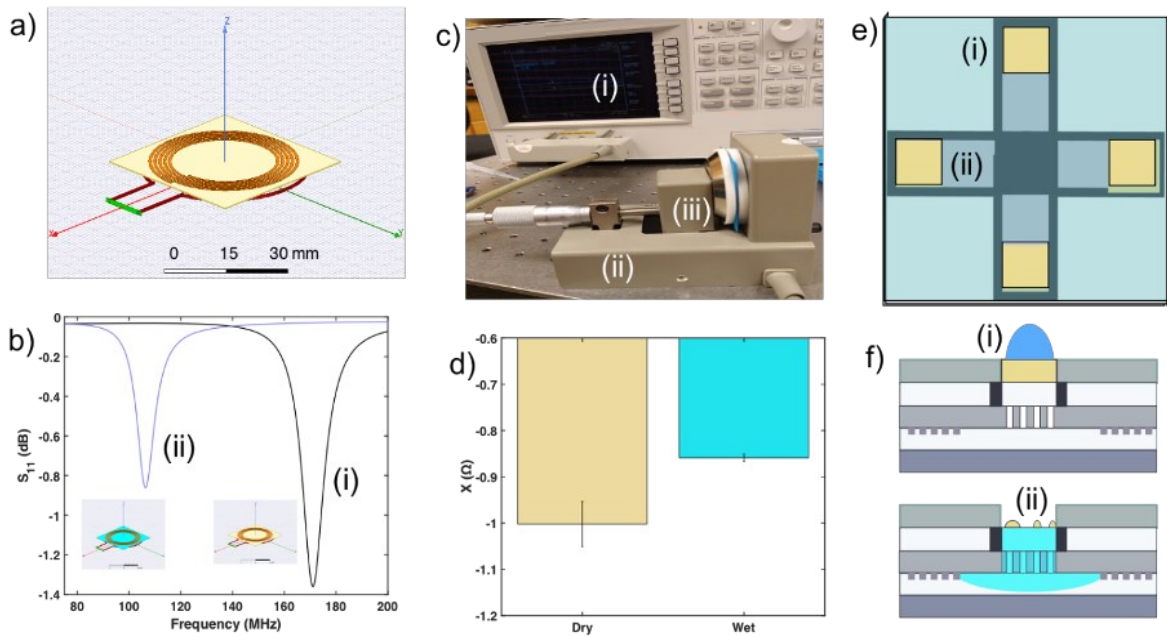 a)
Z
X
Y
0 15 30 mm
b)
0
-0.2
-0.4
-0.6
-0.8
-1
-1.2
-1.4
S11 (dB)
(ii)
(i)
80 100 120 140 160 180 200
Frequency (MHz)
c)
(i)
(iii)
(ii)
d)
-0.6
-0.7
-0.8
-0.9
-1
-1.1
-1.2
X (Ω)
Dry Wet
e)
(i)
(ii)
f)
(i)
(ii)